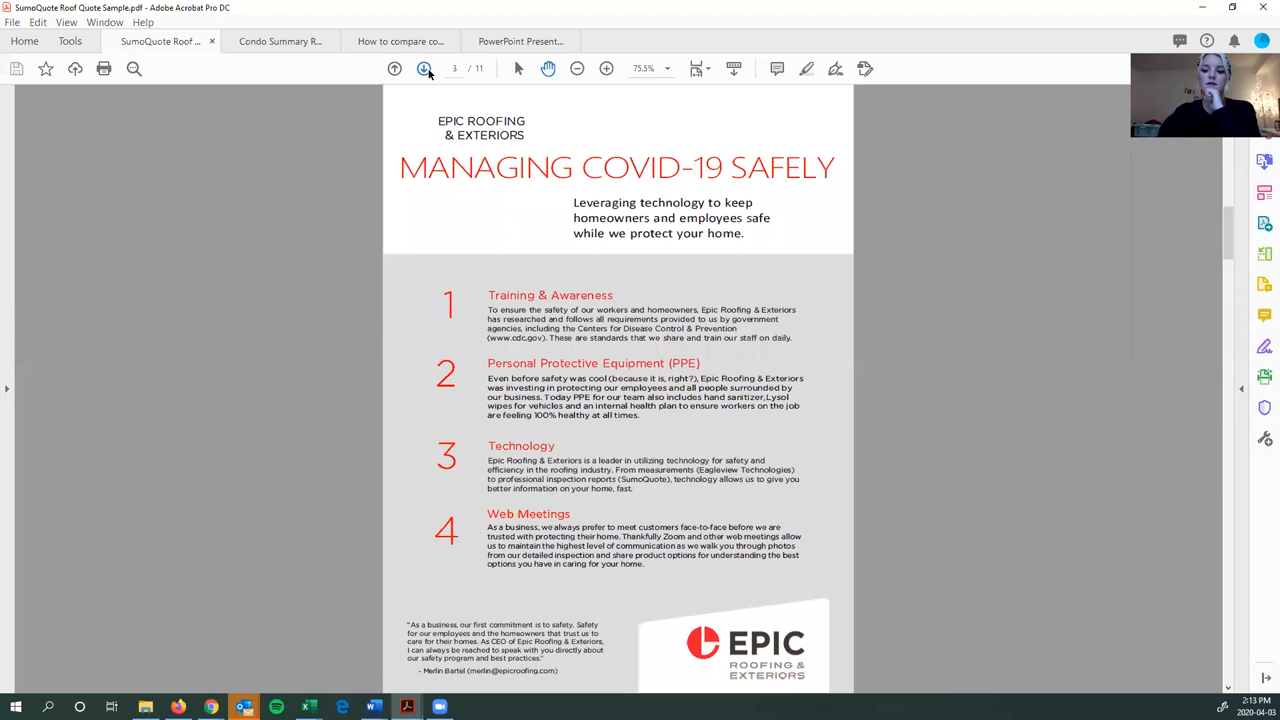 SumoQuote Roof Quote Sample.pdf - Adobe Acrobat Pro DC
File Edit View Window Help
Home Tools SumoQuote Roof ... × Condo Summary R... How to compare co... PowerPoint Present...
3 / 11 75.5%
EPIC ROOFING
& EXTERIORS
MANAGING COVID-19 SAFELY
Leveraging technology to keep
homeowners and employees safe
while we protect your home.
1 Training & Awareness
To ensure the safety of our workers and homeowners, Epic Roofing & Exteriors
has researched and follows all requirements provided to us by government
agencies, including the Centers for Disease Control & Prevention
(www.cdc.gov). These are standards that we share and train our staff on daily.
2 Personal Protective Equipment (PPE)
Even before safety was cool (because it is, right?), Epic Roofing & Exteriors
was investing in protecting our employees and all people surrounded by
our business. Today PPE for our team also includes hand sanitizer, Lysol
wipes for vehicles and an internal health plan to ensure workers on the job
are feeling 100% healthy at all times.
3 Technology
Epic Roofing & Exteriors is a leader in utilizing technology for safety and
efficiency in the roofing industry. From measurements (Eagleview Technologies)
to professional inspection reports (SumoQuote), technology allows us to give you
better information on your home, fast.
4 Web Meetings
As a business, we always prefer to meet customers face-to-face before we are
trusted with protecting their home. Thankfully Zoom and other web meetings allow
us to maintain the highest level of communication as we walk you through photos
from our detailed inspection and share product options for understanding the best
options you have in caring for your home.
"As a business, our first commitment is to safety. Safety
for our employees and the homeowners that trust us to
care for their homes. As CEO of Epic Roofing & Exteriors,
I can always be reached to speak with you directly about
our safety program and best practices."
- Merlin Bartel (merlin@epicroofing.com)
EPIC
ROOFING &
EXTERIORS
2:13 PM
2020-04-03